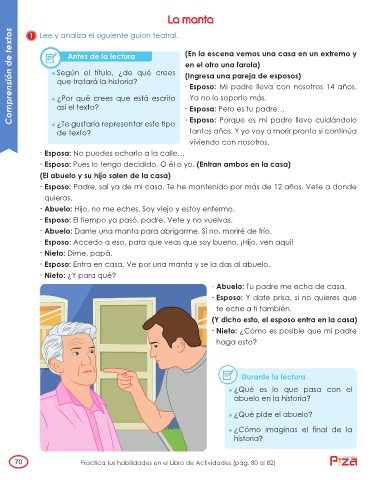 La manta
Comprensión de textos
1 Lee y analiza el siguiente guion teatral.
Antes de la lectura
Según el título, ¿de qué crees
que tratará la historia?
¿Por qué crees que está escrito
así el texto?
¿Te gustaría representar este tipo
de texto?
(En la escena vemos una casa en un extremo y
en el otro una farola)
(Ingresa una pareja de esposos)
- Esposa: Mi padre lleva con nosotros 14 años.
Ya no lo soporto más.
- Esposa: Pero es tu padre...
- Esposo: Porque es mi padre llevo cuidándolo
tantos años. Y yo voy a morir pronto si continúa
viviendo con nosotros.
- Esposa: No puedes echarlo a la calle...
- Esposo: Pues lo tengo decidido. O él o yo. (Entran ambos en la casa)
(El abuelo y su hijo salen de la casa)
- Esposo: Padre, sal ya de mi casa. Te he mantenido por más de 12 años. Vete a donde
quieras.
- Abuelo: Hijo, no me eches. Soy viejo y estoy enfermo.
- Esposo: El tiempo ya pasó, padre. Vete y no vuelvas.
- Abuelo: Dame una manta para abrigarme. Si no, moriré de frío.
- Esposo: Accedo a eso, para que veas que soy bueno. ¡Hijo, ven aquí!
- Nieto: Dime, papá.
- Esposo: Entra en casa. Ve por una manta y se la das al abuelo.
- Nieto: ¿Y para qué?
- Abuelo: Tu padre me echa de casa.
- Esposo: Y date prisa, si no quieres que
te eche a ti también.
(Y dicho esto, el esposo entra en la casa)
- Nieto: ¿Cómo es posible que mi padre
haga esto?
Durante la lectura
¿Qué es lo que pasa con el
abuelo en la historia?
¿Qué pide el abuelo?
¿Cómo imaginas el final de la
historia?
70
Practica tus habilidades en el Libro de Actividades (pág. 80 al 82)